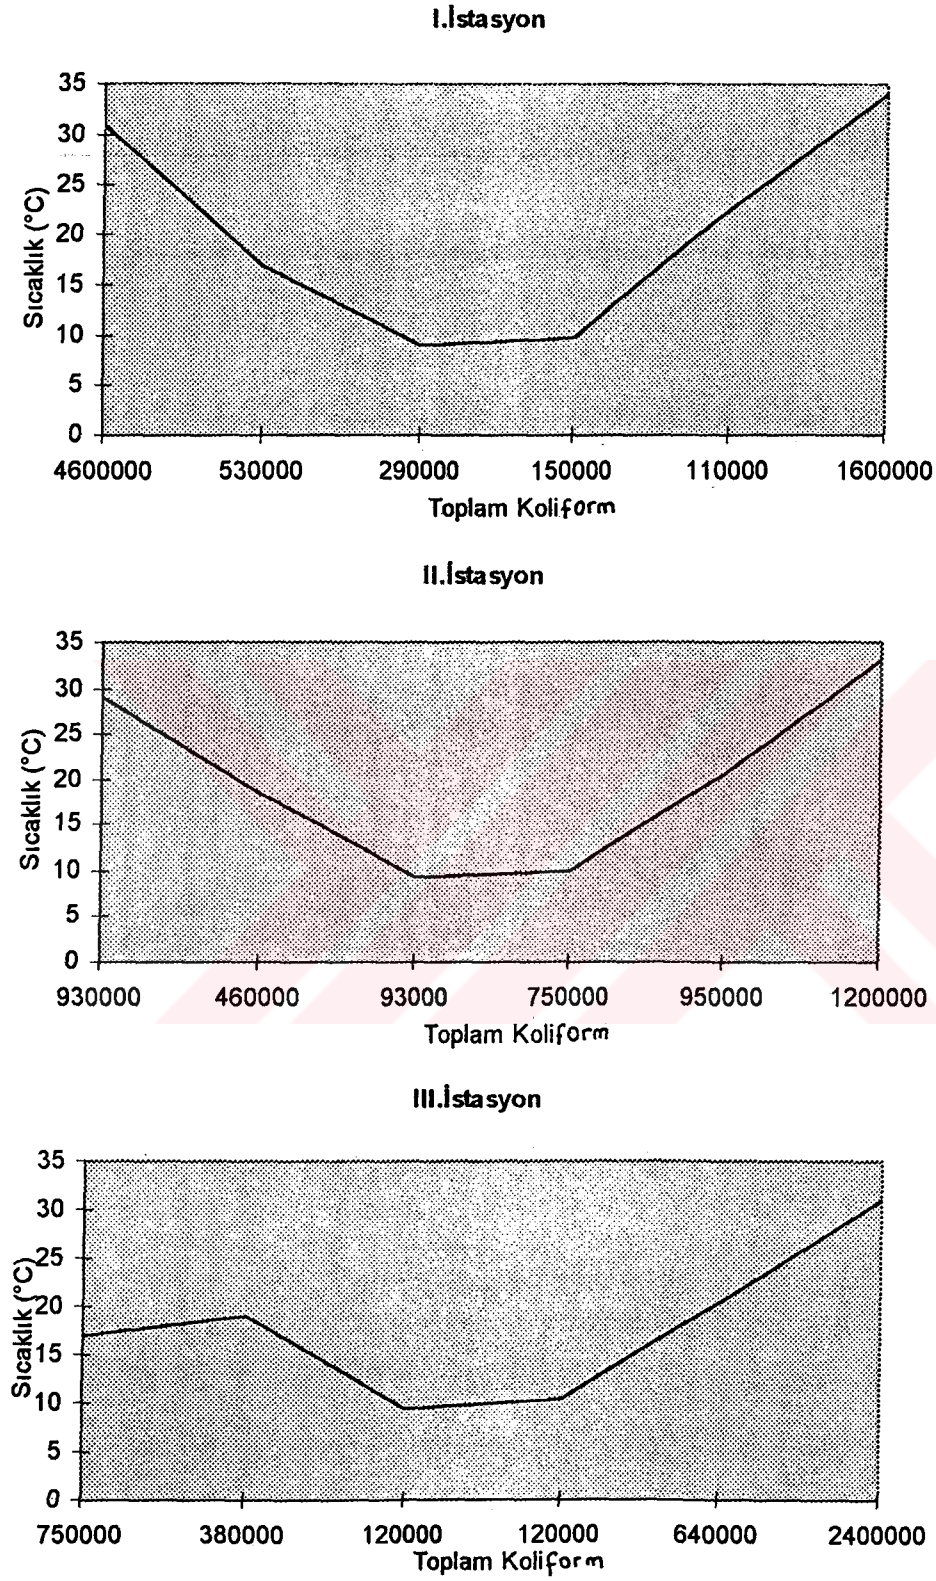 I.İstasyon
35
30
25
20
15
10
5
0
Sıcaklık (°C)
4600000 530000 290000 150000 110000 1600000
Toplam Koliform
II.İstasyon
35
30
25
20
15
10
5
0
Sıcaklık (°C)
930000 460000 93000 750000 950000 1200000
Toplam Koliform
III.İstasyon
35
30
25
20
15
10
5
0
Sıcaklık (°C)
750000 380000 120000 120000 640000 2400000
Toplam Koliform